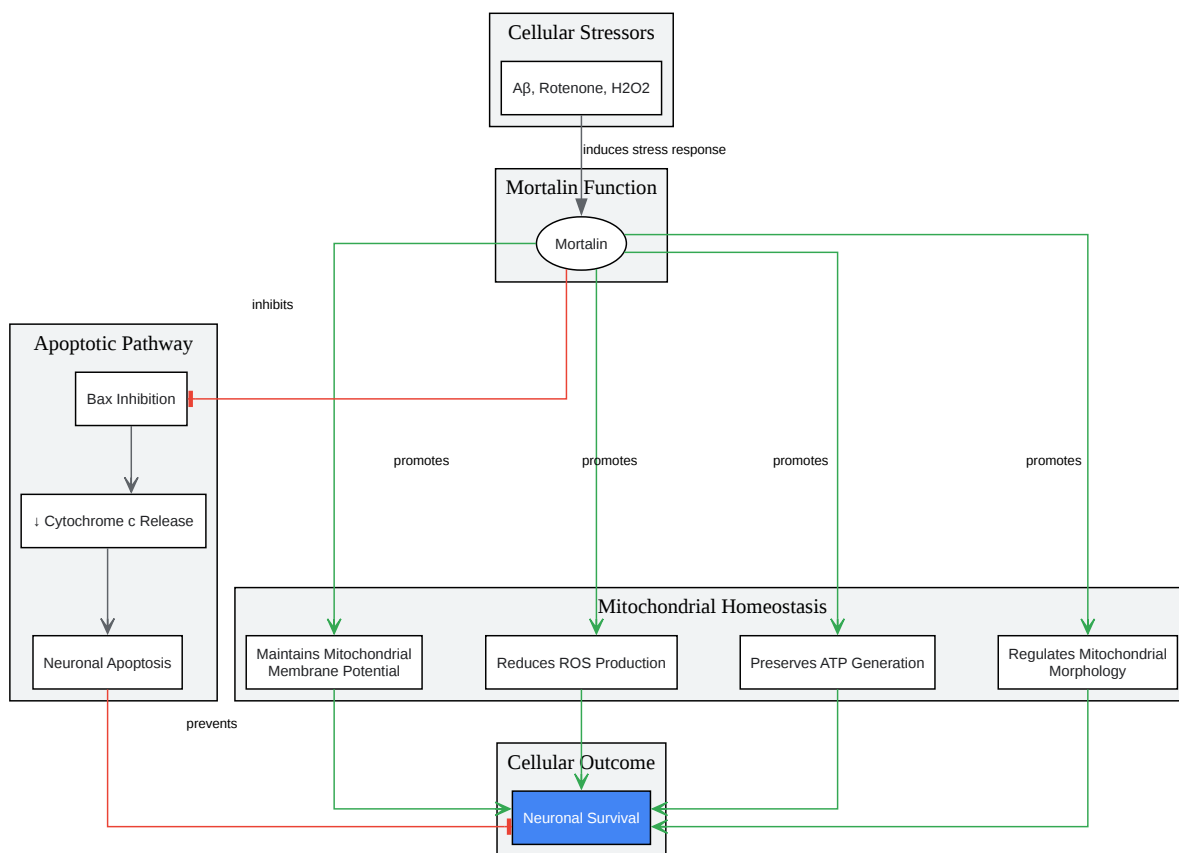 Cellular Stressors
Aβ, Rotenone, H2O2
induces stress response
Mortalin Function
Mortalin
inhibits
Apoptotic Pathway
Bax Inhibition
promotes
promotes
promotes
promotes
↓ Cytochrome c Release
Mitochondrial Homeostasis
Neuronal Apoptosis
Maintains Mitochondrial
Membrane Potential
Reduces ROS Production
Preserves ATP Generation
Regulates Mitochondrial
Morphology
prevents
Cellular Outcome
Neuronal Survival